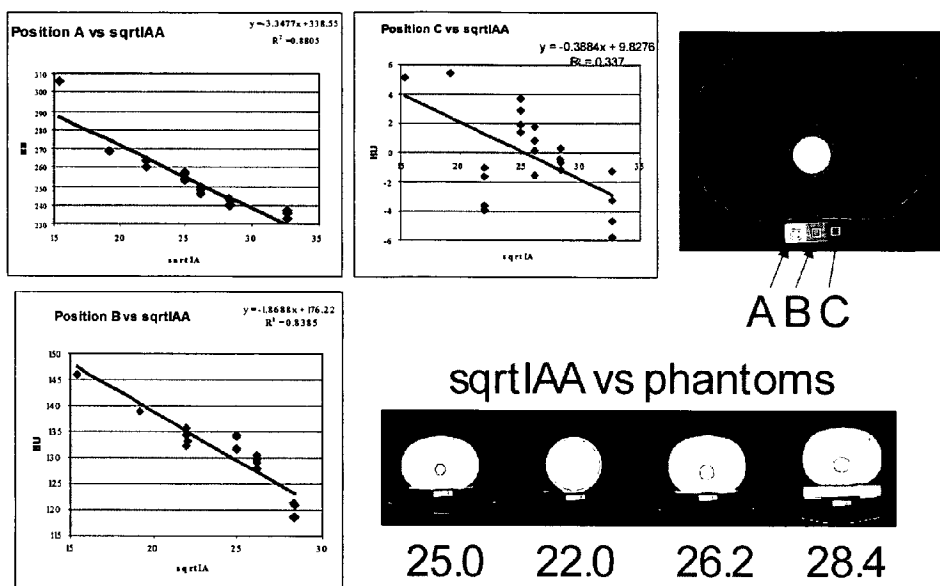 Position A vs sqrtIAA
y = -3.3477x + 338.55
R² = 0.8805
310
300
290
280
270
260
250
240
230
15
20
25
30
35
sqrtIA
Position C vs sqrtIAA
y = -0.3884x + 9.8276
R² = 0.337
HU
6
4
2
0
-2
-4
-6
15
20
25
30
35
sqrtIA
A B C
Position B vs sqrtIAA
y = -1.8688x + 176.22
R² = 0.8385
HU
150
145
140
135
130
125
120
115
15
20
25
30
sqrtIA
sqrtIAA vs phantoms
25.0
22.0
26.2
28.4